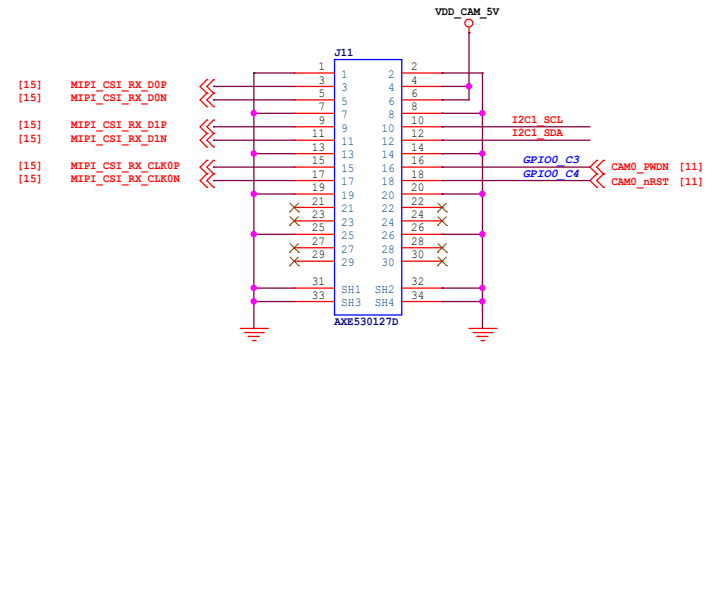 VDD_CAM_5V
J11
1 1 2 2
[15] MIPI_CSI_RX_D0P 3 3 4 4
[15] MIPI_CSI_RX_D0N 5 5 6 6
7 7 8 8
[15] MIPI_CSI_RX_D1P 9 9 10 10 I2C1_SCL
[15] MIPI_CSI_RX_D1N 11 11 12 12 I2C1_SDA
13 13 14 14
[15] MIPI_CSI_RX_CLK0P 15 15 16 16 GPIO0_C3 CAM0_PWDN [11]
[15] MIPI_CSI_RX_CLK0N 17 17 18 18 GPIO0_C4 CAM0_nRST [11]
19 19 20 20
21 21 22 22
23 23 24 24
25 25 26 26
27 27 28 28
29 29 30 30
31 SH1 SH2 32
33 SH3 SH4 34
AXE530127D